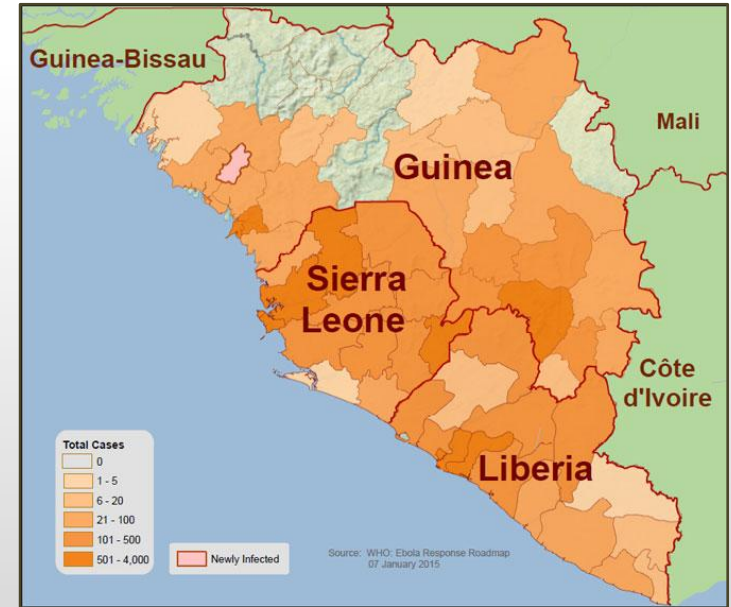 Guinea-Bissau
Mali
Guinea
Sierra
Leone
Côte
d'Ivoire
Liberia
Total Cases
0
1 - 5
6 - 20
21 - 100
101 - 500
501 - 4,000
Newly Infected
Source: WHO: Ebola Response Roadmap
07 January 2015